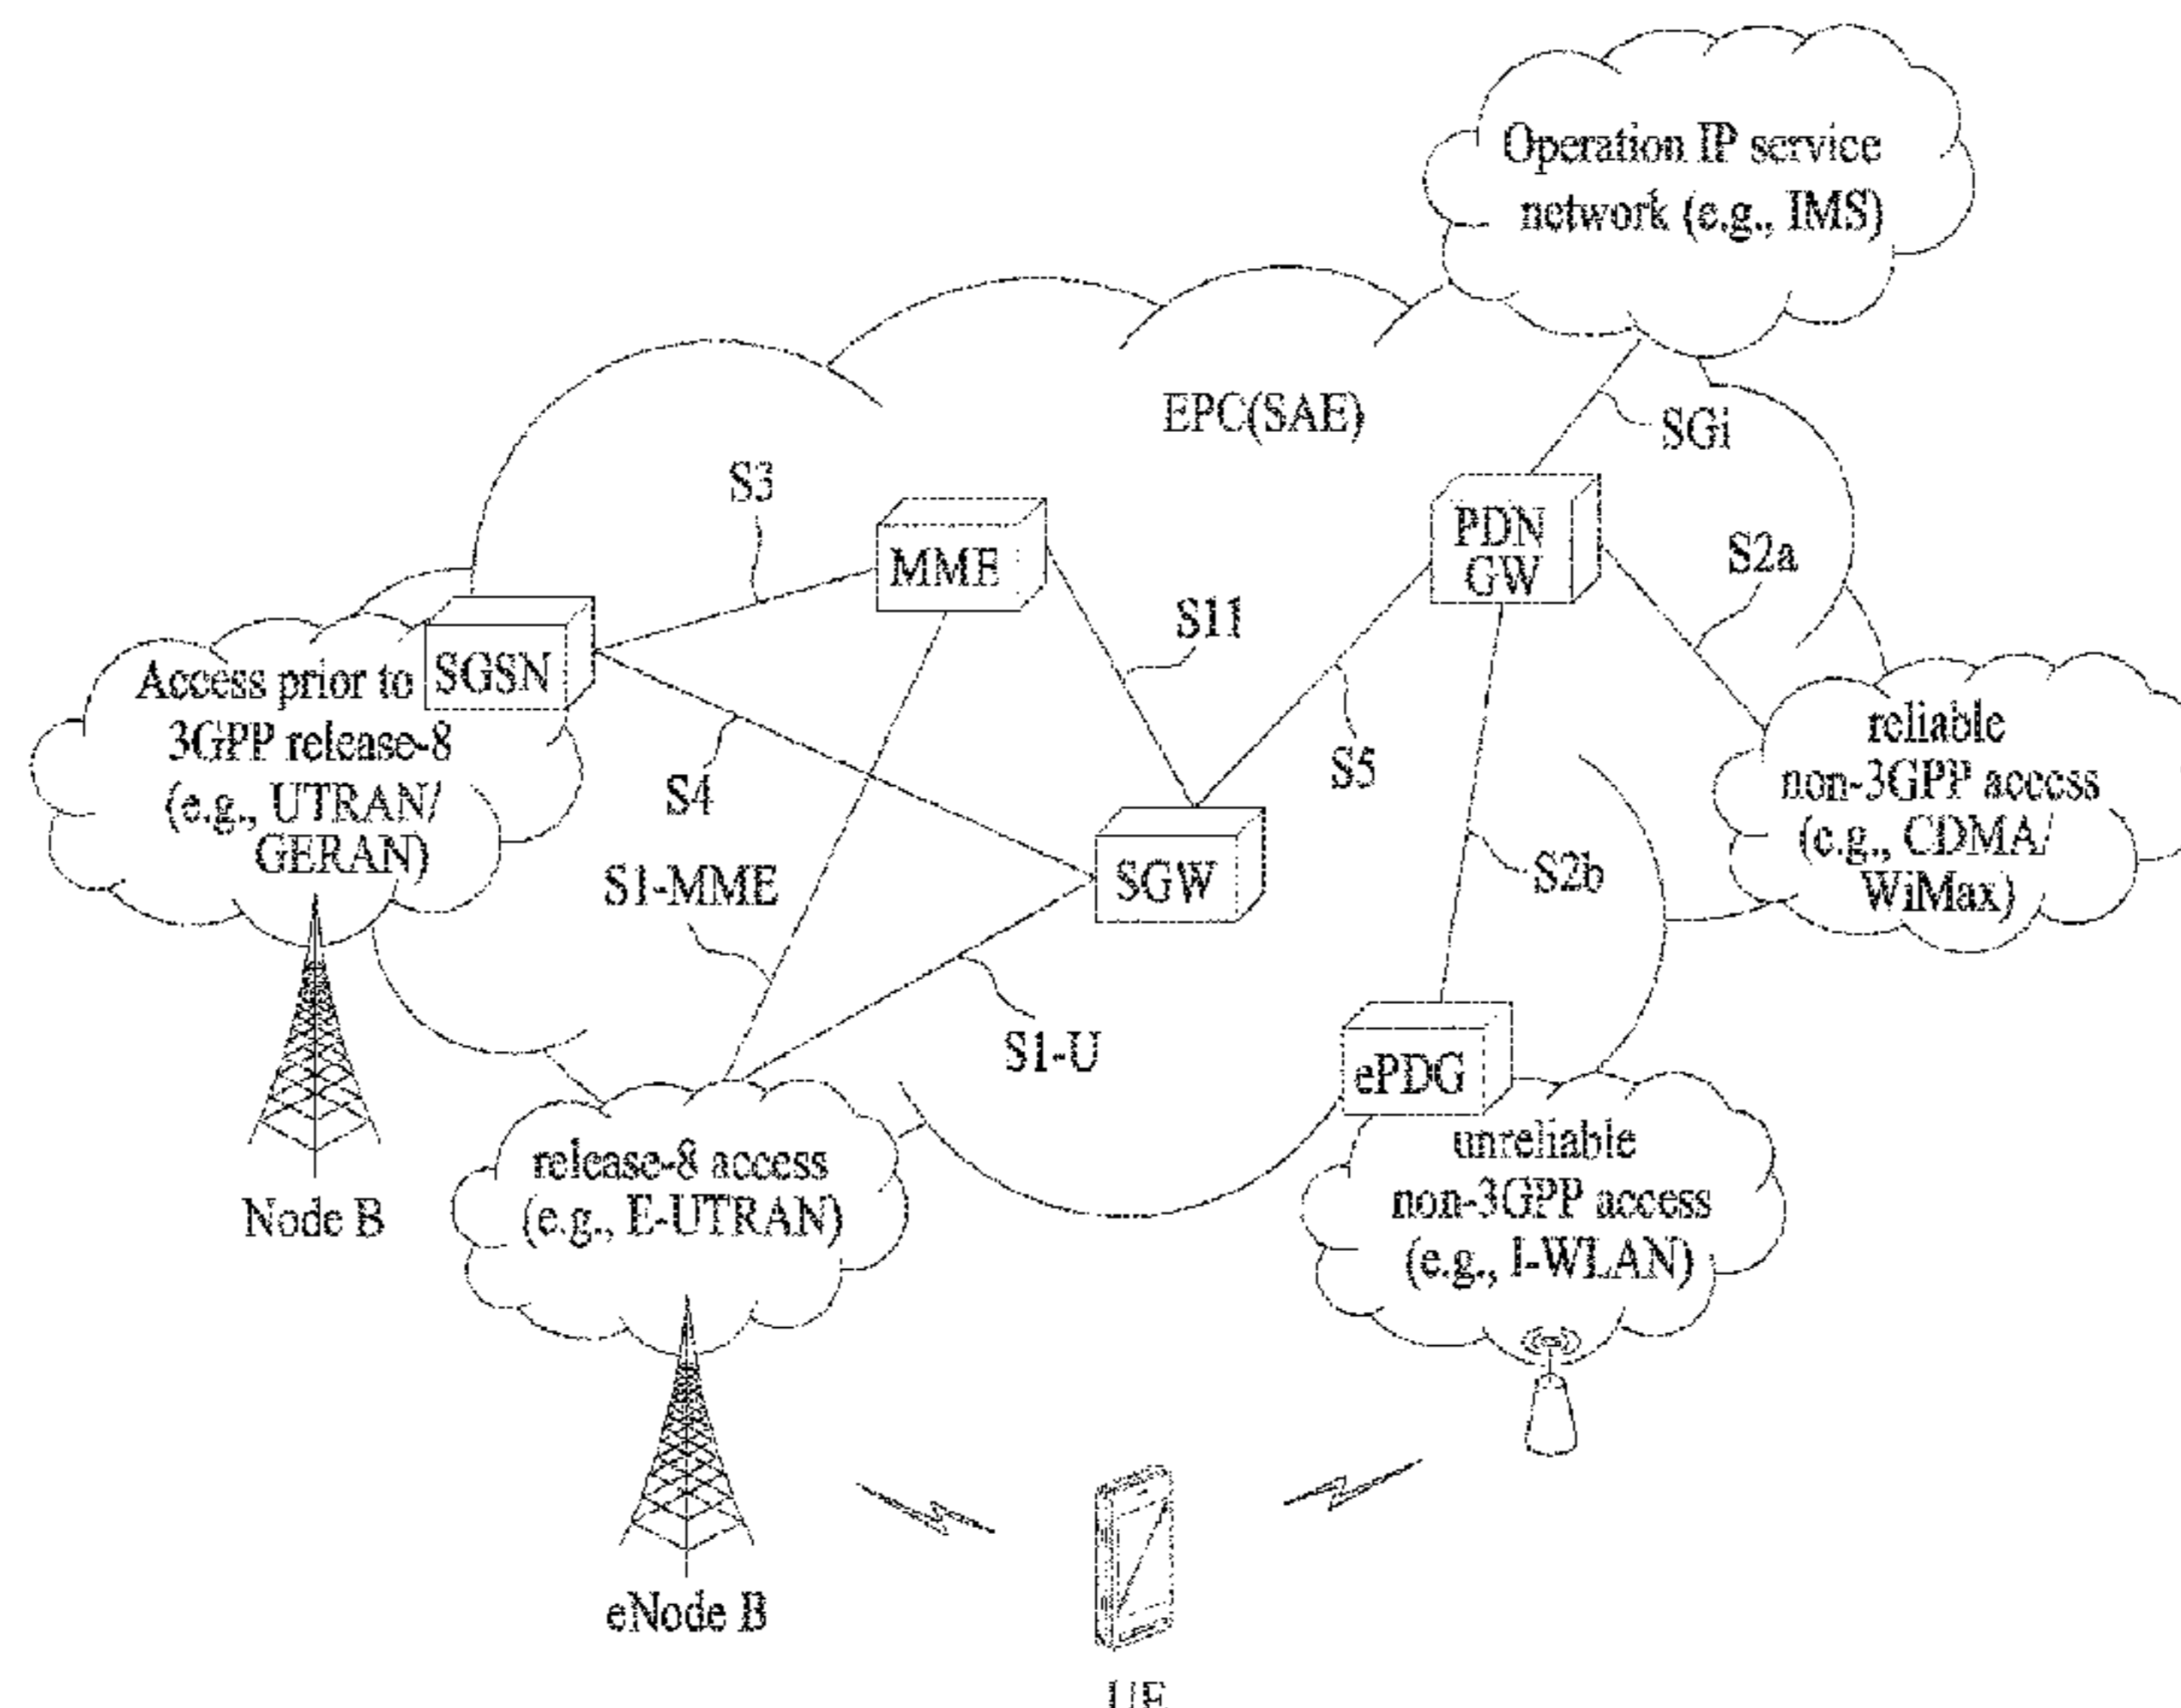 Operation IP service
network (e.g., IMS)
EPC(SAE)
SGi
S3
MME
PDN
GW
S2a
S11
SGSN
Access prior to
3GPP release-8
(e.g., UTRAN/
GERAN)
S4
S5
reliable
non-3GPP access
(e.g., CDMA/
WiMax)
S1-MME
SGW
S2b
S1-U
ePDG
unreliable
non-3GPP access
(e.g., I-WLAN)
release-8 access
(e.g., E-UTRAN)
Node B
eNode B
UE